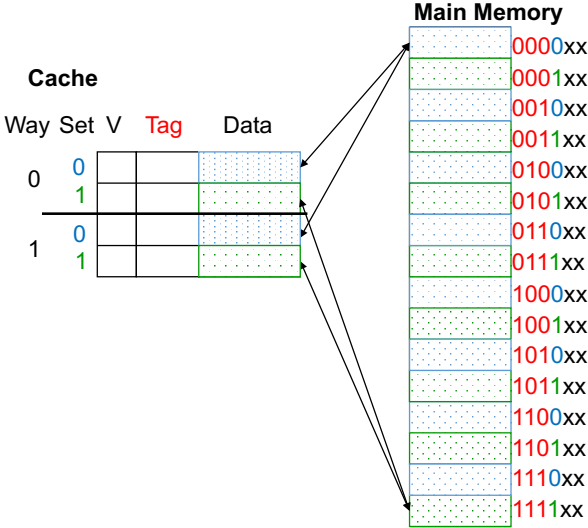 Main Memory
Cache
Way Set V Tag Data
0
0
1
1
0
1
0000xx
0001xx
0010xx
0011xx
0100xx
0101xx
0110xx
0111xx
1000xx
1001xx
1010xx
1011xx
1100xx
1101xx
1110xx
1111xx